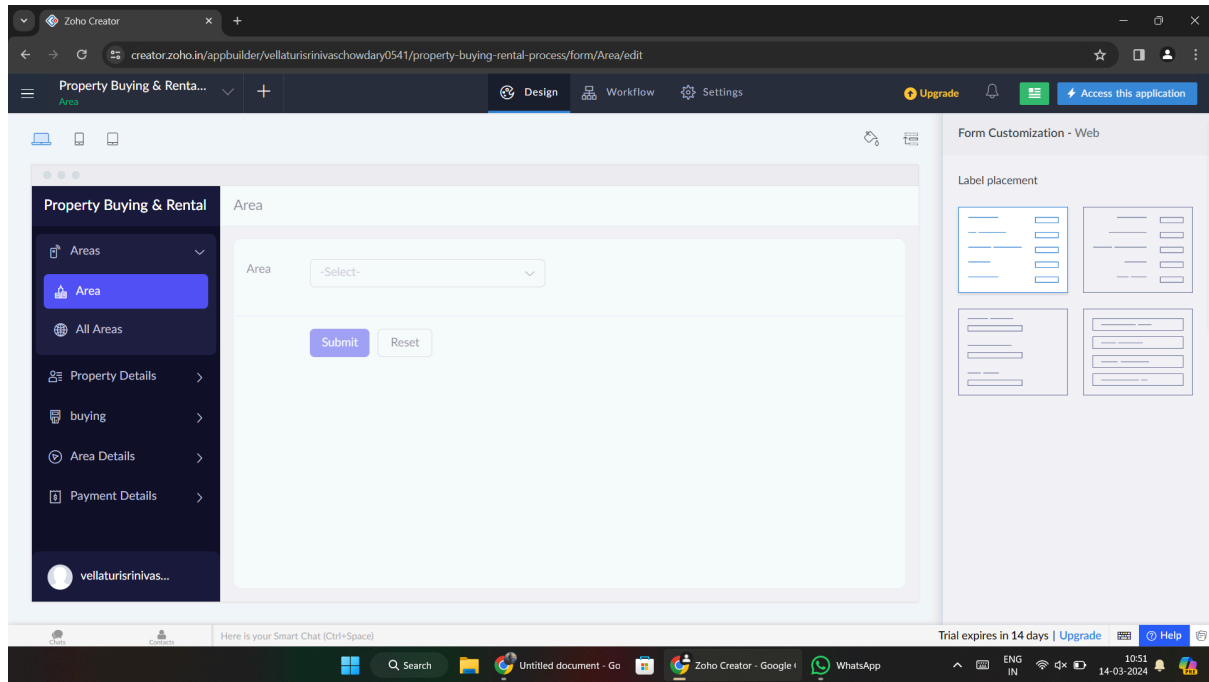 Zoho Creator
creator.zoho.in/appbuilder/vellaturisrinivaschowdary0541/property-buying-rental-process/form/Area/edit
Property Buying & Renta...
Area
Design
Workflow
Settings
Upgrade
Access this application
Form Customization - Web
Label placement
Property Buying & Rental
Area
Areas
Area
All Areas
Property Details
buying
Area Details
Payment Details
vellaturisrinivas...
Area
-Select-
Submit
Reset
Chats
Contacts
Here is your Smart Chat (Ctrl+Space)
Trial expires in 14 days | Upgrade
Help
Search
Untitled document - Go
Zoho Creator - Google
WhatsApp
ENG
IN
10:51
14-03-2024